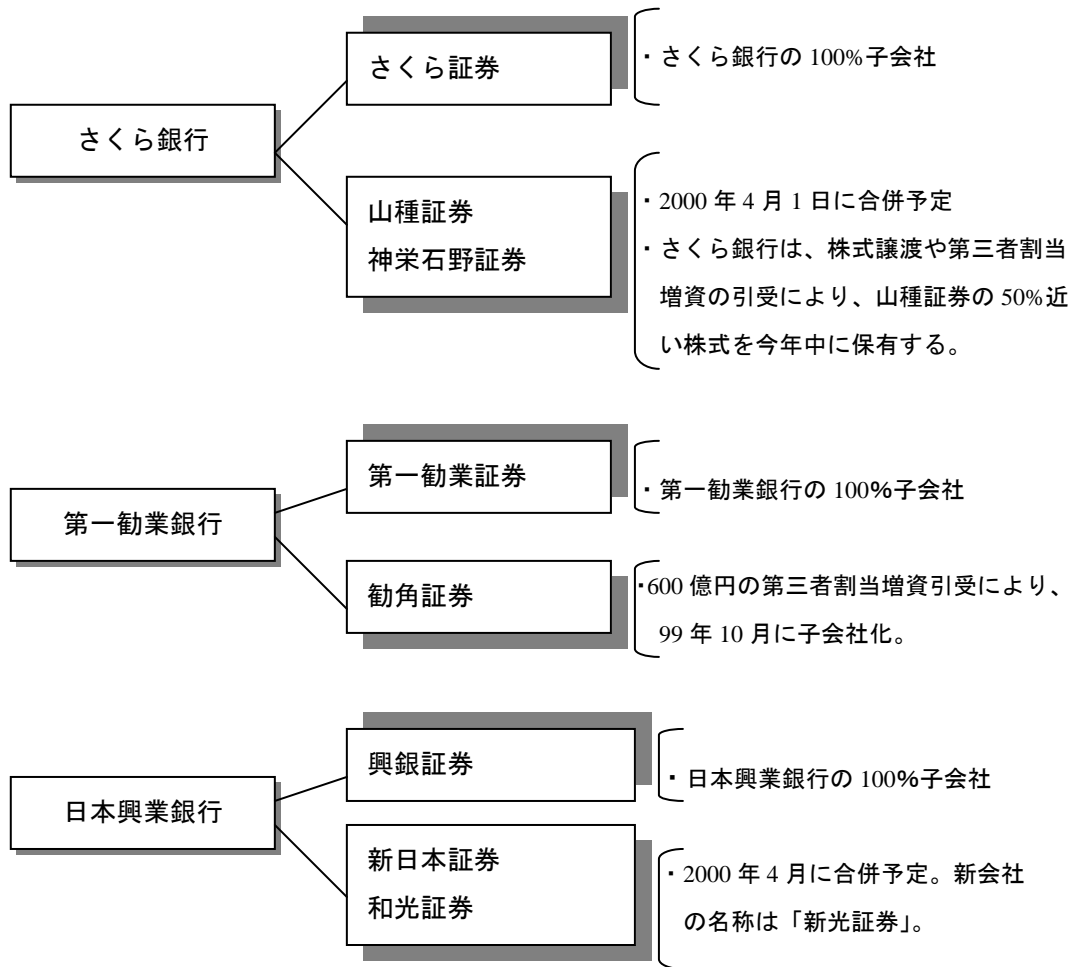 さくら銀行
さくら証券
・さくら銀行の 100%子会社
山種証券
神栄石野証券
・2000 年 4 月 1 日に合併予定
・さくら銀行は、株式譲渡や第三者割当
増資の引受により、山種証券の 50%近
い株式を今年中に保有する。
第一勧業銀行
第一勧業証券
・第一勧業銀行の 100%子会社
勧角証券
・600 億円の第三者割当増資引受により、
99 年 10 月に子会社化。
日本興業銀行
興銀証券
・日本興業銀行の 100%子会社
新日本証券
和光証券
・2000 年 4 月に合併予定。新会社
の名称は「新光証券」。